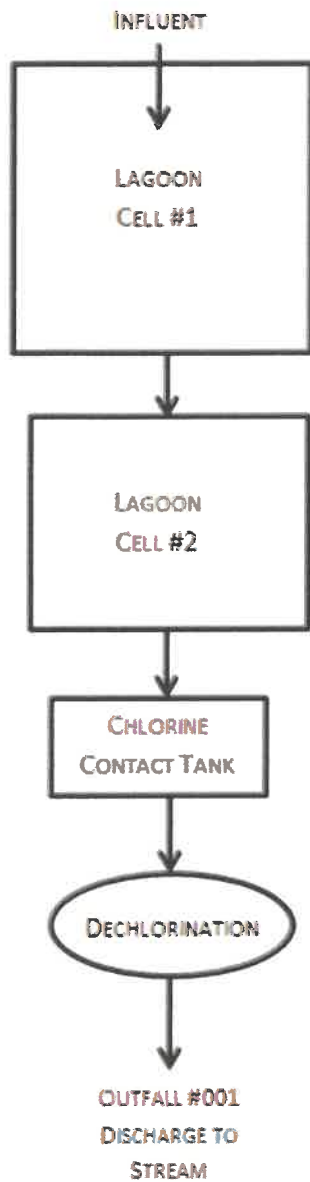 INFLUENT
LAGOON
CELL #1
LAGOON
CELL #2
CHLORINE
CONTACT TANK
DECHLORINATION
OUTFALL #001
DISCHARGE TO
STREAM